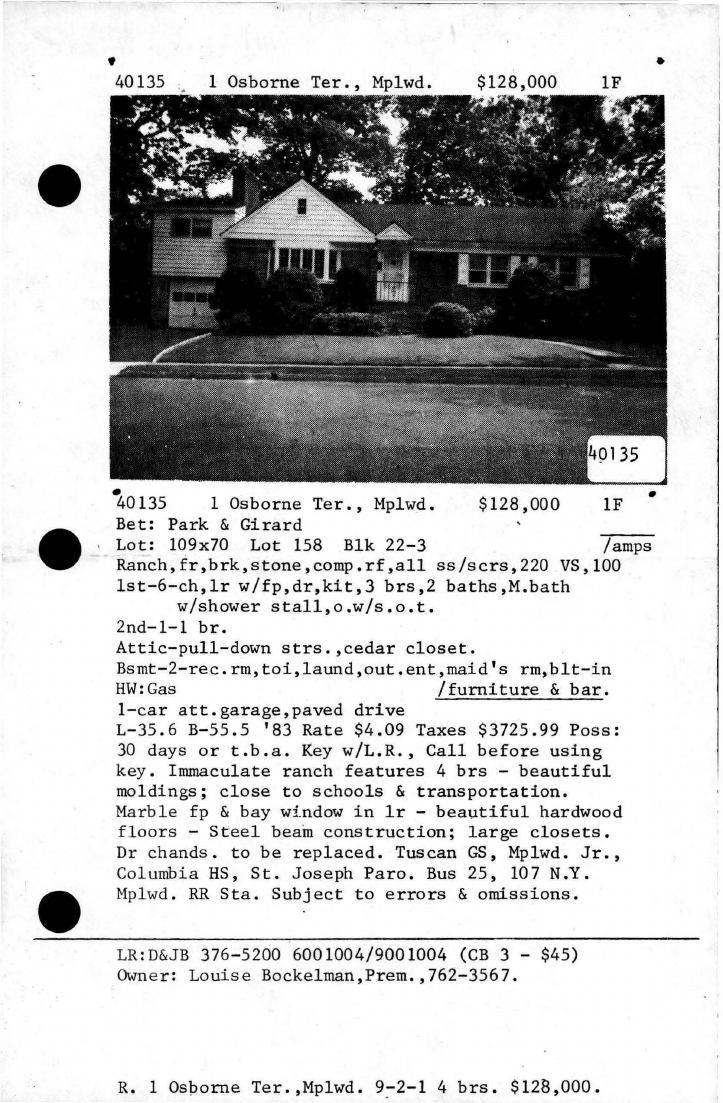 40135 1 Osborne Ter., Mplwd. $128,000 1F
40135
40135 1 Osborne Ter., Mplwd. $128,000 1F
Bet: Park & Girard
Lot: 109x70 Lot 158 Blk 22-3 /amps
Ranch,fr,brk,stone,comp.rf,all ss/scrs,220 VS,100
1st-6-ch,lr w/fp,dr,kit,3 brs,2 baths,M.bath
w/shower stall,o.w/s.o.t.
2nd-1-1 br.
Attic-pull-down strs.,cedar closet.
Bsmt-2-rec.rm,toi,laund,out.ent,maid's rm,blt-in
HW:Gas /furniture & bar.
1-car att.garage,paved drive
L-35.6 B-55.5 '83 Rate $4.09 Taxes $3725.99 Poss:
30 days or t.b.a. Key w/L.R., Call before using
key. Immaculate ranch features 4 brs - beautiful
moldings; close to schools & transportation.
Marble fp & bay window in lr - beautiful hardwood
floors - Steel beam construction; large closets.
Dr chands. to be replaced. Tuscan GS, Mplwd. Jr.,
Columbia HS, St. Joseph Paro. Bus 25, 107 N.Y.
Mplwd. RR Sta. Subject to errors & omissions.
LR:D&JB 376-5200 6001004/9001004 (CB 3 - $45)
Owner: Louise Bockelman,Prem.,762-3567.
R. 1 Osborne Ter.,Mplwd. 9-2-1 4 brs. $128,000.